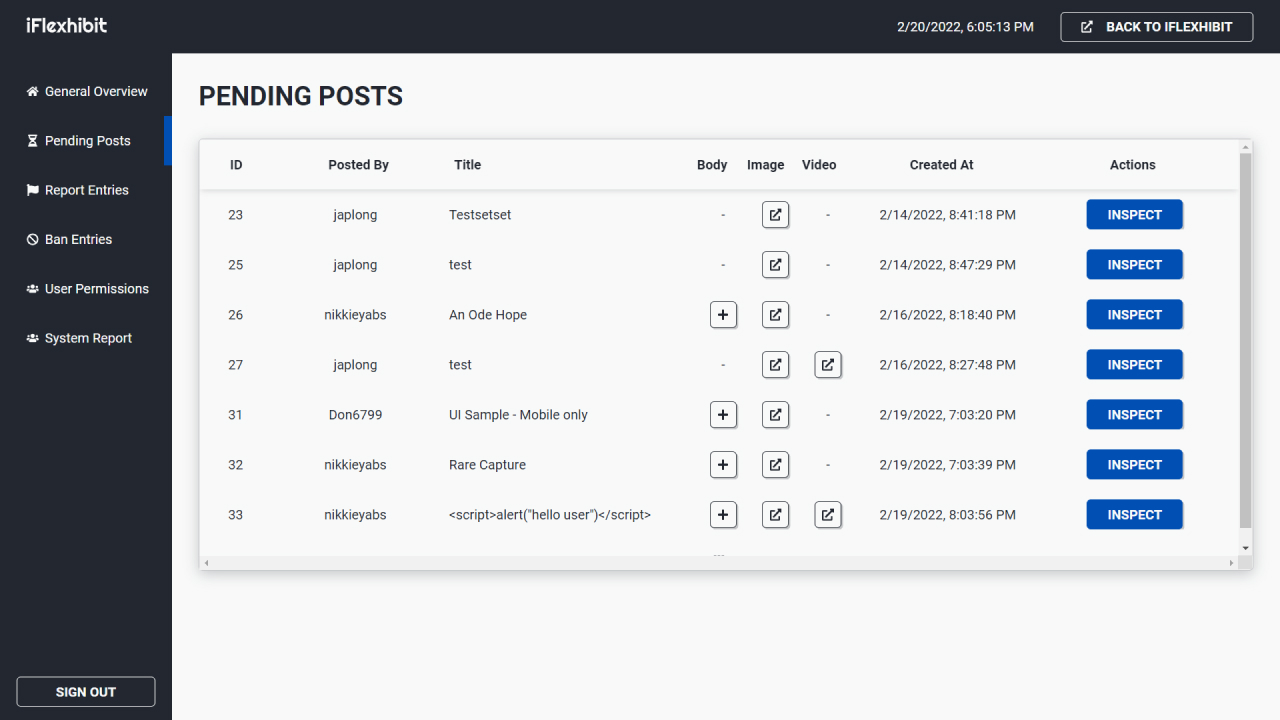 iFlexhibit
2/20/2022, 6:05:13 PM
BACK TO IFLEXHIBIT
General Overview
Pending Posts
Report Entries
Ban Entries
User Permissions
System Report
SIGN OUT
PENDING POSTS
ID Posted By Title Body Image Video Created At Actions
23 japlong Testsetset - - 2/14/2022, 8:41:18 PM INSPECT
25 japlong test - - 2/14/2022, 8:47:29 PM INSPECT
26 nikkieyabs An Ode Hope + - 2/16/2022, 8:18:40 PM INSPECT
27 japlong test - 2/16/2022, 8:27:48 PM INSPECT
31 Don6799 UI Sample - Mobile only + - 2/19/2022, 7:03:20 PM INSPECT
32 nikkieyabs Rare Capture + - 2/19/2022, 7:03:39 PM INSPECT
33 nikkieyabs <script>alert("hello user")</script> + 2/19/2022, 8:03:56 PM INSPECT